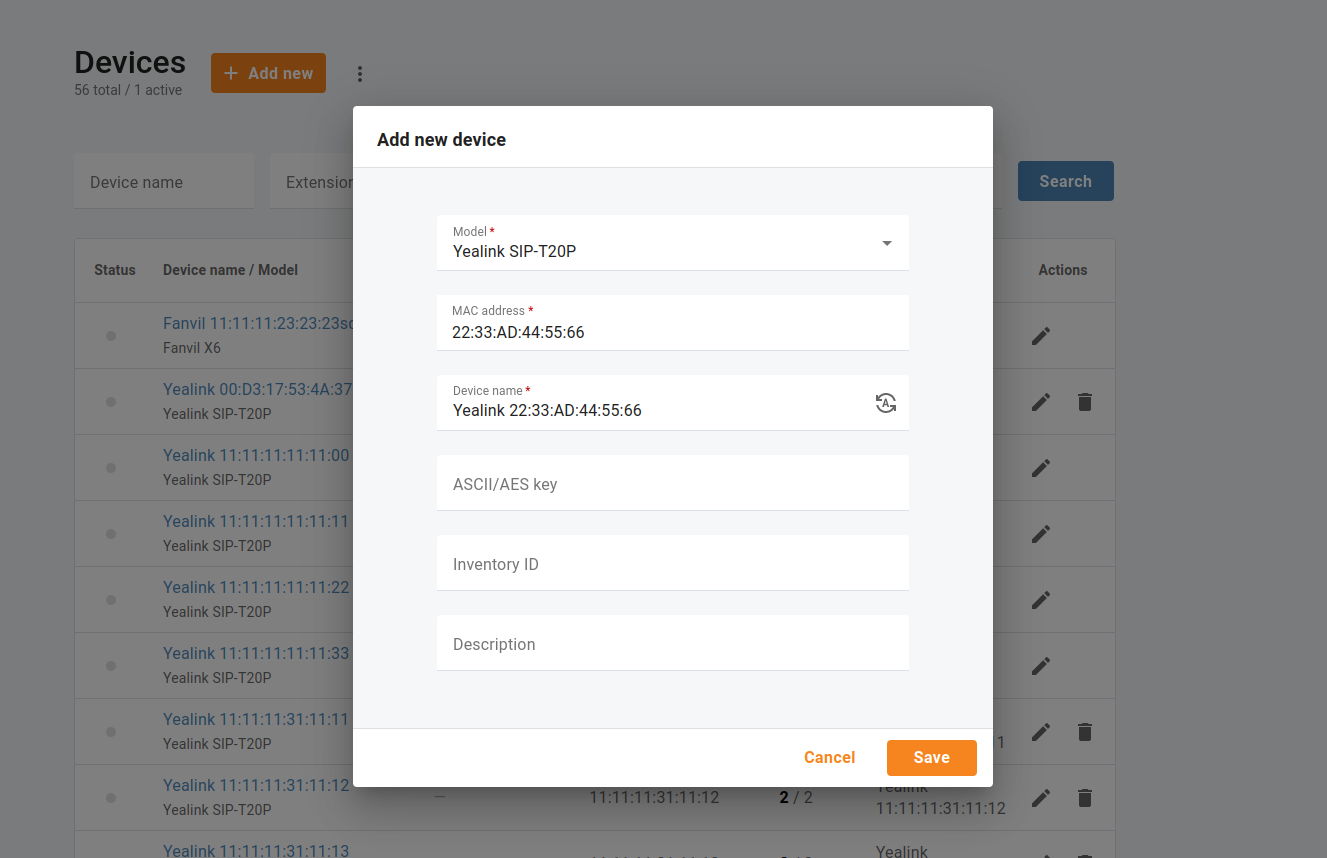 Devices
+ Add new
56 total / 1 active
Add new device
Device name
Extension
Search
Model *
Yealink SIP-T20P
MAC address *
22:33:AD:44:55:66
Device name *
Yealink 22:33:AD:44:55:66
A
ASCII/AES key
Inventory ID
Description
Cancel
Save
Status
Device name / Model
Actions
Fanvil 11:11:11:23:23:23sc
Fanvil X6
Yealink 00:D3:17:53:4A:37
Yealink SIP-T20P
Yealink 11:11:11:11:11:00
Yealink SIP-T20P
Yealink 11:11:11:11:11:11
Yealink SIP-T20P
Yealink 11:11:11:11:11:22
Yealink SIP-T20P
Yealink 11:11:11:11:11:33
Yealink SIP-T20P
Yealink 11:11:11:31:11:11
1
Yealink SIP-T20P
Yealink 11:11:11:31:11:12
—
11:11:11:31:11:12
2 / 2
Yealink
11:11:11:31:11:12
Yealink SIP-T20P
Yealink 11:11:11:31:11:13
Yealink